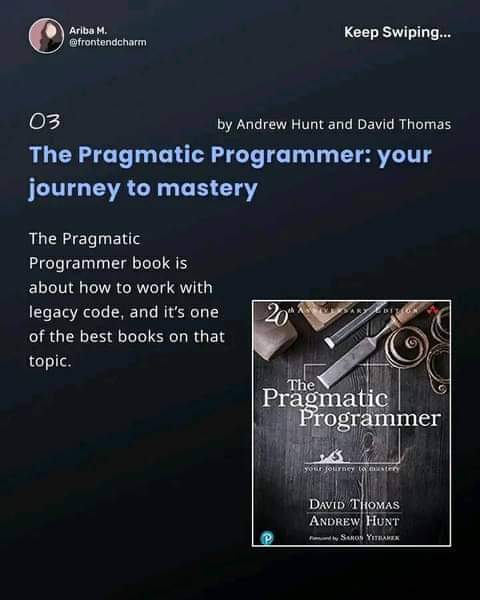 Ariba M.
@frontendcharm
Keep Swiping...
03
by Andrew Hunt and David Thomas
The Pragmatic Programmer: your
journey to mastery
The Pragmatic
Programmer book is
about how to work with
legacy code, and it's one
of the best books on that
topic.
20th ANNIVERSARY EDITION
The
Pragmatic
Programmer
your journey to mastery
DAVID THOMAS
ANDREW HUNT
Foreword by SARON YITBAREK
P